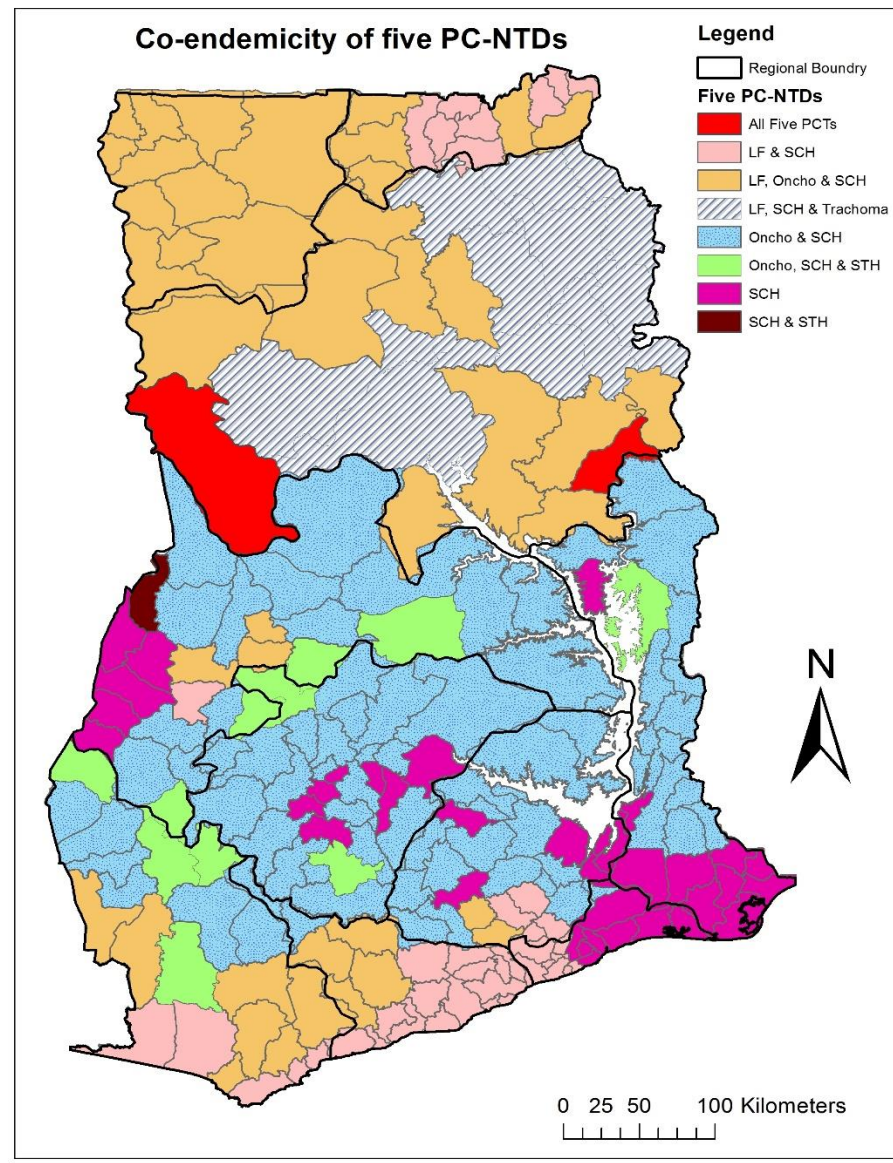 Co-endemicity of five PC-NTDs
Legend
Regional Boundry
Five PC-NTDs
All Five PCTs
LF & SCH
LF, Oncho & SCH
LF, SCH & Trachoma
Oncho & SCH
Oncho, SCH & STH
SCH
SCH & STH
N
0 25 50 100 Kilometers